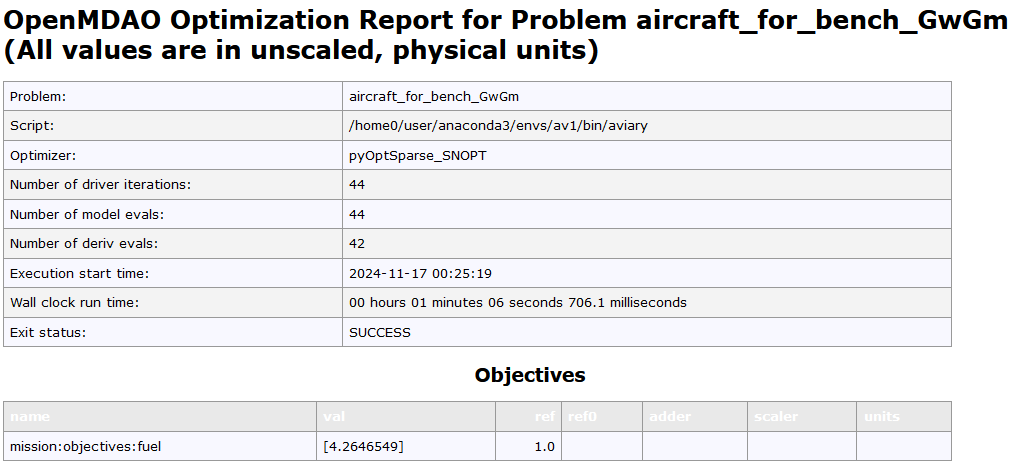 OpenMDAO Optimization Report for Problem aircraft_for_bench_GwGm
(All values are in unscaled, physical units)
Problem: aircraft_for_bench_GwGm
Script: /home0/user/anaconda3/envs/av1/bin/aviary
Optimizer: pyOptSparse_SNOPT
Number of driver iterations: 44
Number of model evals: 44
Number of deriv evals: 42
Execution start time: 2024-11-17 00:25:19
Wall clock run time: 00 hours 01 minutes 06 seconds 706.1 milliseconds
Exit status: SUCCESS
Objectives
name val ref ref0 adder scaler units
mission:objectives:fuel [4.2646549] 1.0